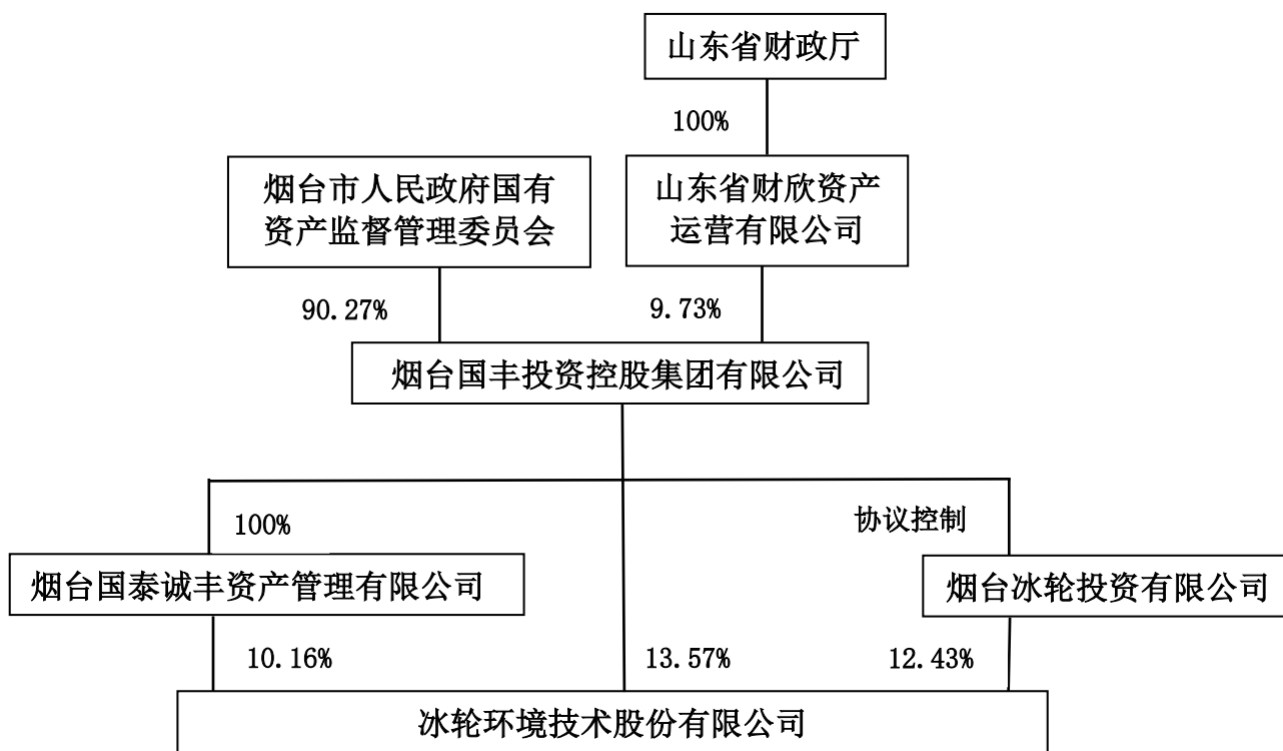 山东省财政厅
100%
烟台市人民政府国有
资产监督管理委员会
山东省财欣资产
运营有限公司
90.27%
9.73%
烟台国丰投资控股集团有限公司
100%
协议控制
烟台国泰诚丰资产管理有限公司
烟台冰轮投资有限公司
10.16%
13.57%
12.43%
冰轮环境技术股份有限公司